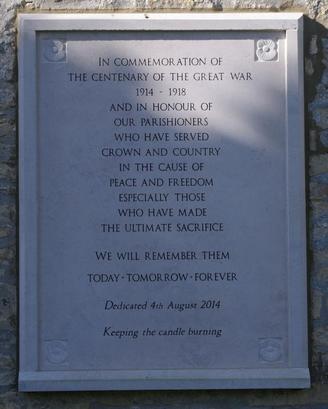 IN COMMEMORATION OF
THE CENTENARY OF THE GREAT WAR
1914 - 1918
AND IN HONOUR OF
OUR PARISHIONERS
WHO HAVE SERVED
CROWN AND COUNTRY
IN THE CAUSE OF
PEACE AND FREEDOM
ESPECIALLY THOSE
WHO HAVE MADE
THE ULTIMATE SACRIFICE
WE WILL REMEMBER THEM
TODAY · TOMORROW · FOREVER
Dedicated 4th August 2014
Keeping the candle burning